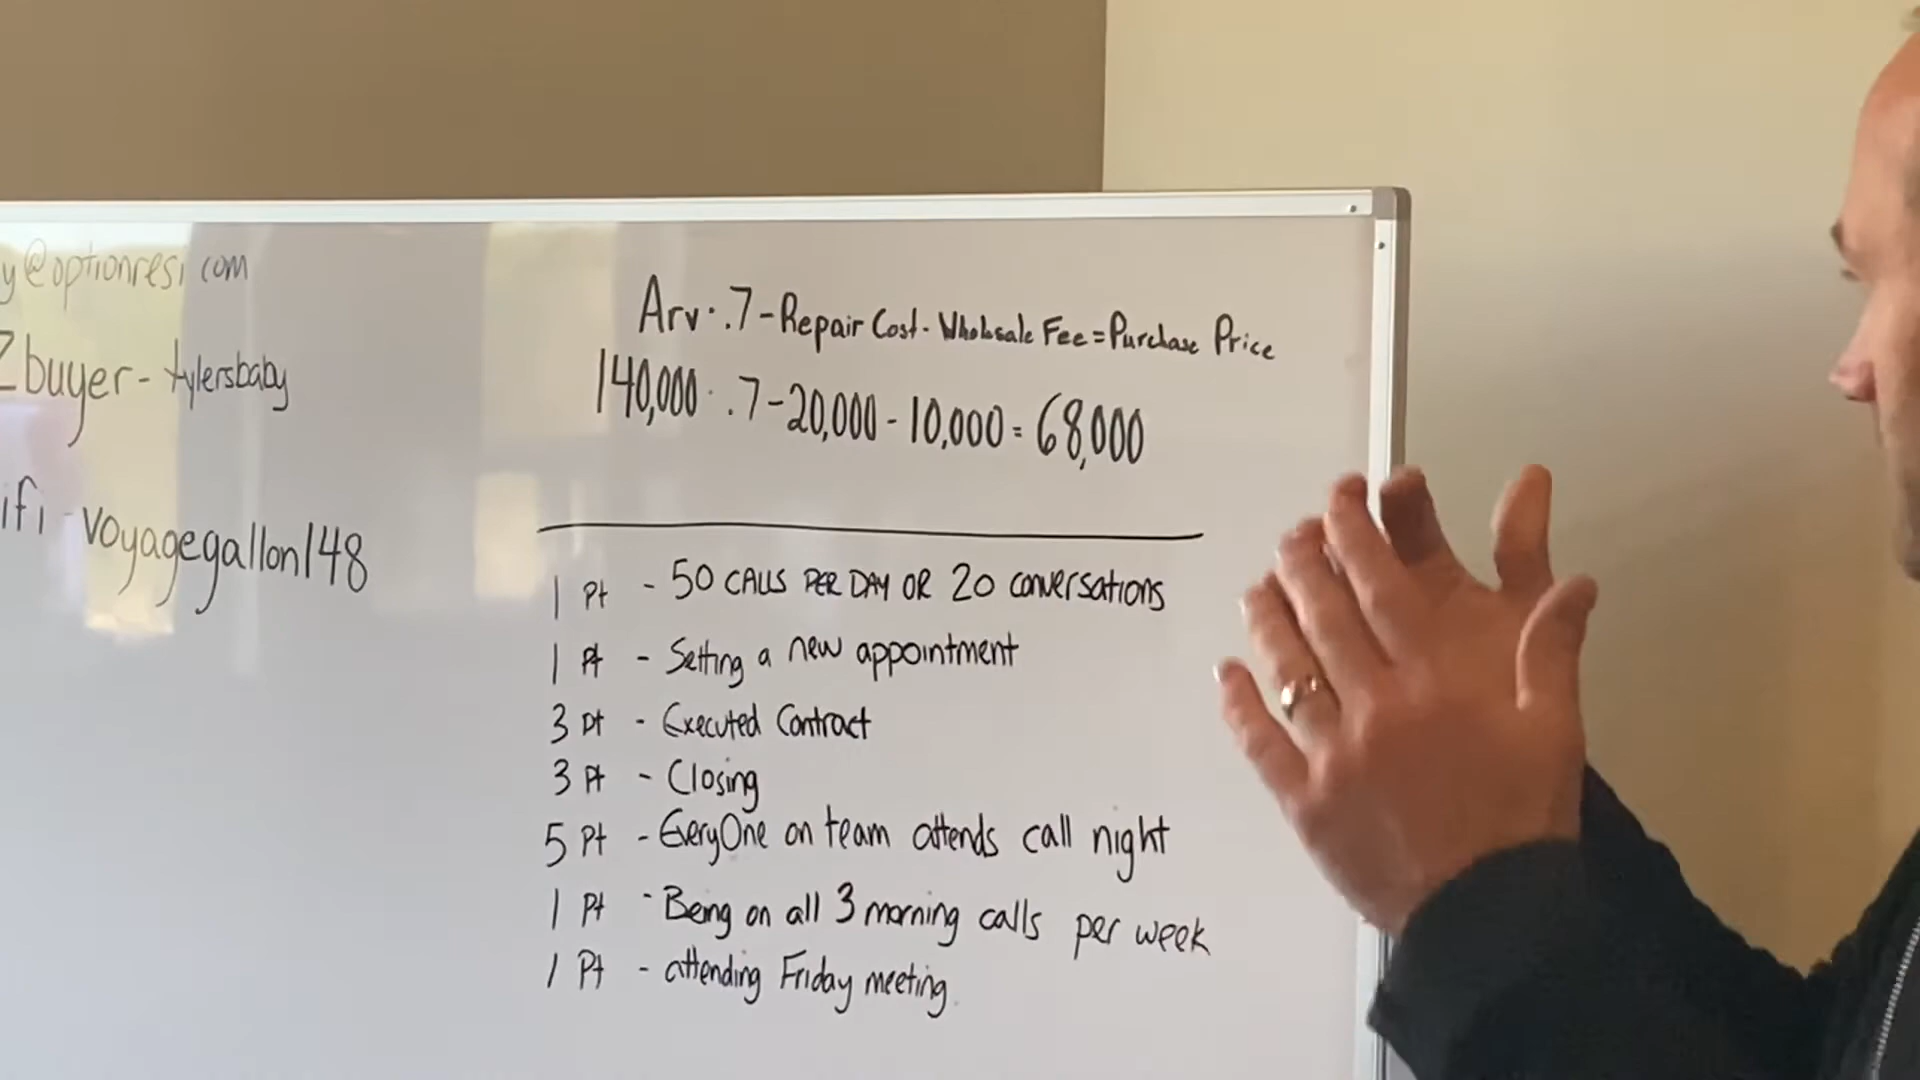 y@optionresi com
Zbuyer - tylersbaby
ifi - voyagegallon148
Arv · .7 - Repair Cost - Wholesale Fee = Purchase Price
140,000 · .7 - 20,000 - 10,000 = 68,000
1 Pt - 50 CALLS PER DAY OR 20 conversations
1 Pt - Setting a new appointment
3 Pt - Executed Contract
3 Pt - Closing
5 Pt - EveryOne on team attends call night
1 Pt - Being on all 3 morning calls per week
1 Pt - attending Friday meeting.